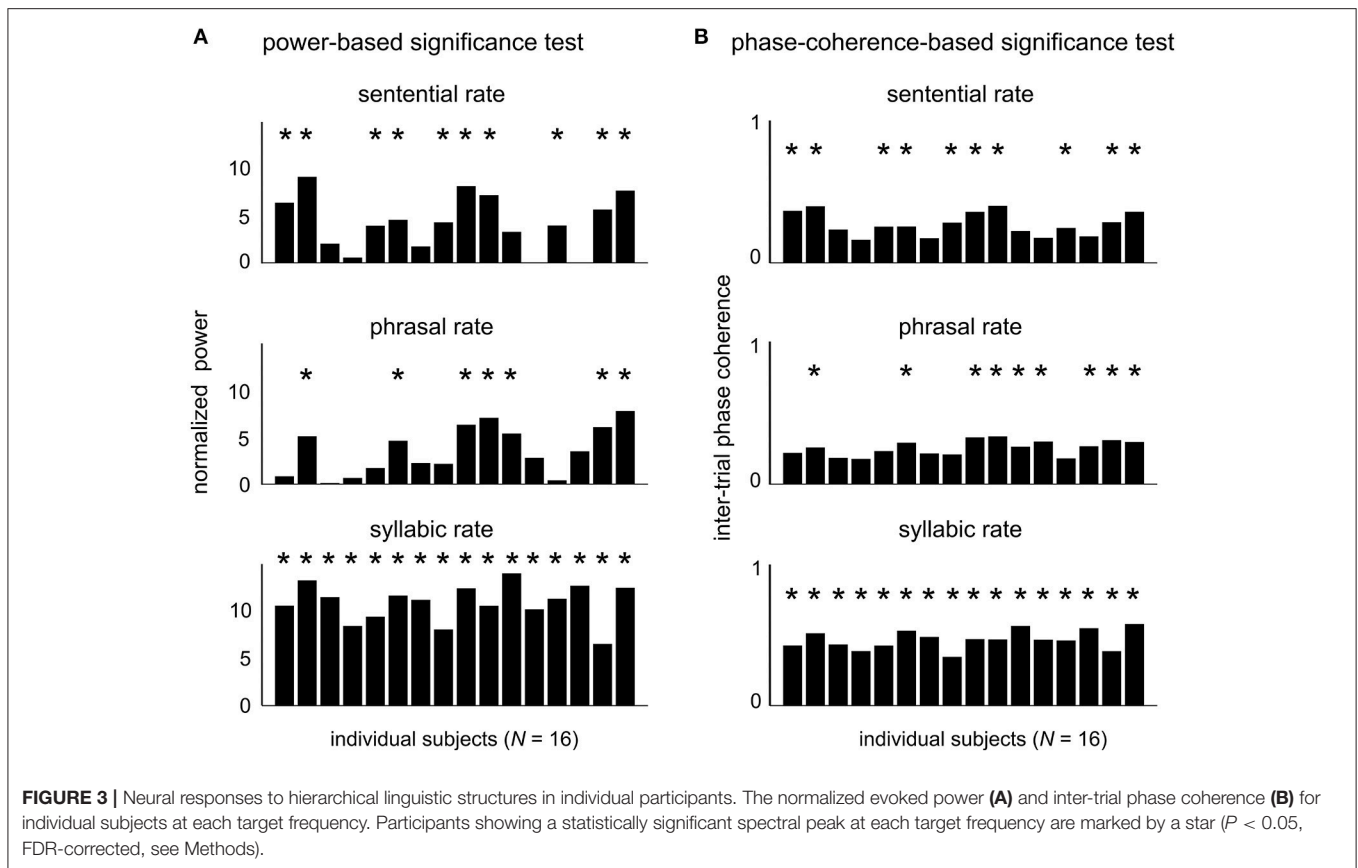 A power-based significance test
B phase-coherence-based significance test
sentential rate
* * * * * * * * * *
10
5
0
sentential rate
1
* * * * * * * * * *
0
normalized power
inter-trial phase coherence
phrasal rate
* * * * * * *
10
5
0
phrasal rate
1
* * * * * * * * *
0
syllabic rate
* * * * * * * * * * * * * * * *
10
5
0
individual subjects (N = 16)
syllabic rate
1
* * * * * * * * * * * * * * * *
0
individual subjects (N = 16)
FIGURE 3 | Neural responses to hierarchical linguistic structures in individual participants. The normalized evoked power (A) and inter-trial phase coherence (B) for
individual subjects at each target frequency. Participants showing a statistically significant spectral peak at each target frequency are marked by a star (P < 0.05,
FDR-corrected, see Methods).